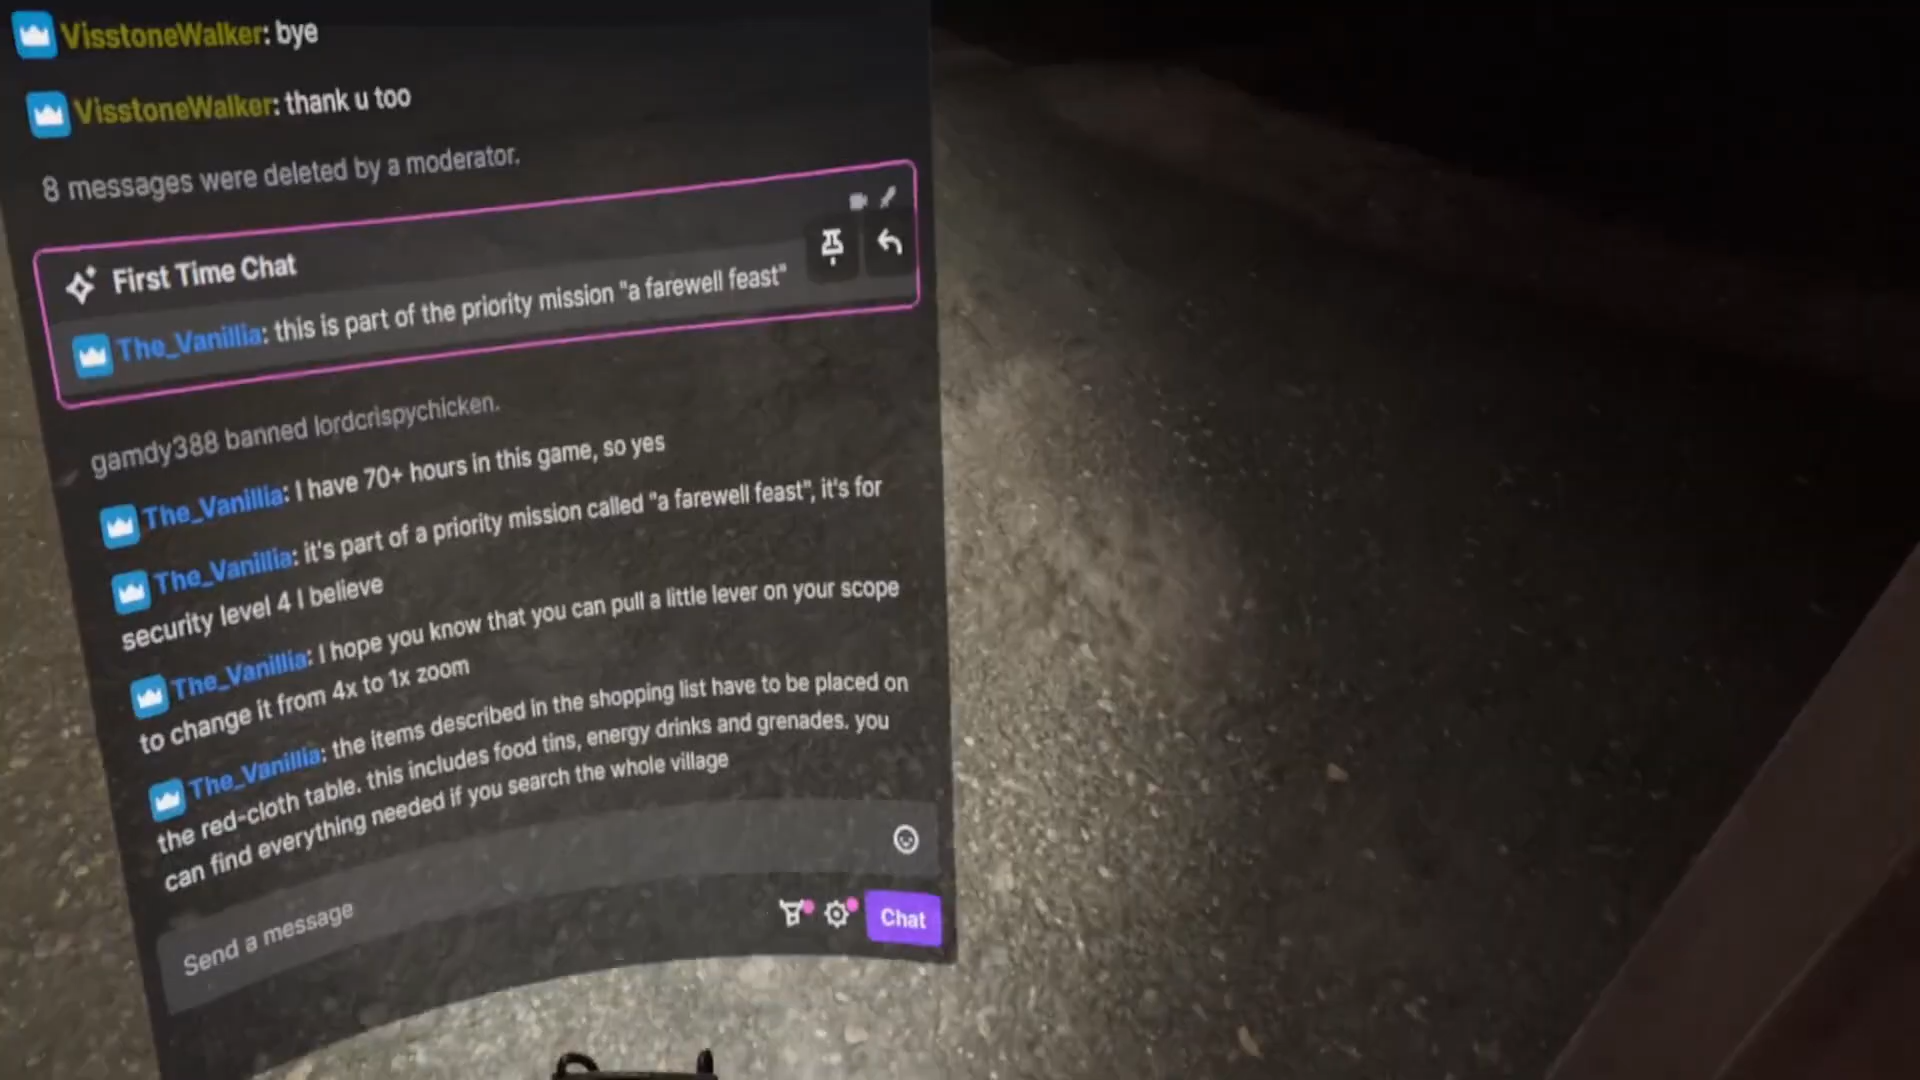 VisstoneWalker: bye
VisstoneWalker: thank u too
8 messages were deleted by a moderator.
First Time Chat
The_Vanillia: this is part of the priority mission "a farewell feast"
gamdy388 banned lordcrispychicken.
The_Vanillia: I have 70+ hours in this game, so yes
The_Vanillia: it's part of a priority mission called "a farewell feast", it's for
security level 4 I believe
The_Vanillia: I hope you know that you can pull a little lever on your scope
to change it from 4x to 1x zoom
The_Vanillia: the items described in the shopping list have to be placed on
the red-cloth table. this includes food tins, energy drinks and grenades. you
can find everything needed if you search the whole village
Send a message
Chat